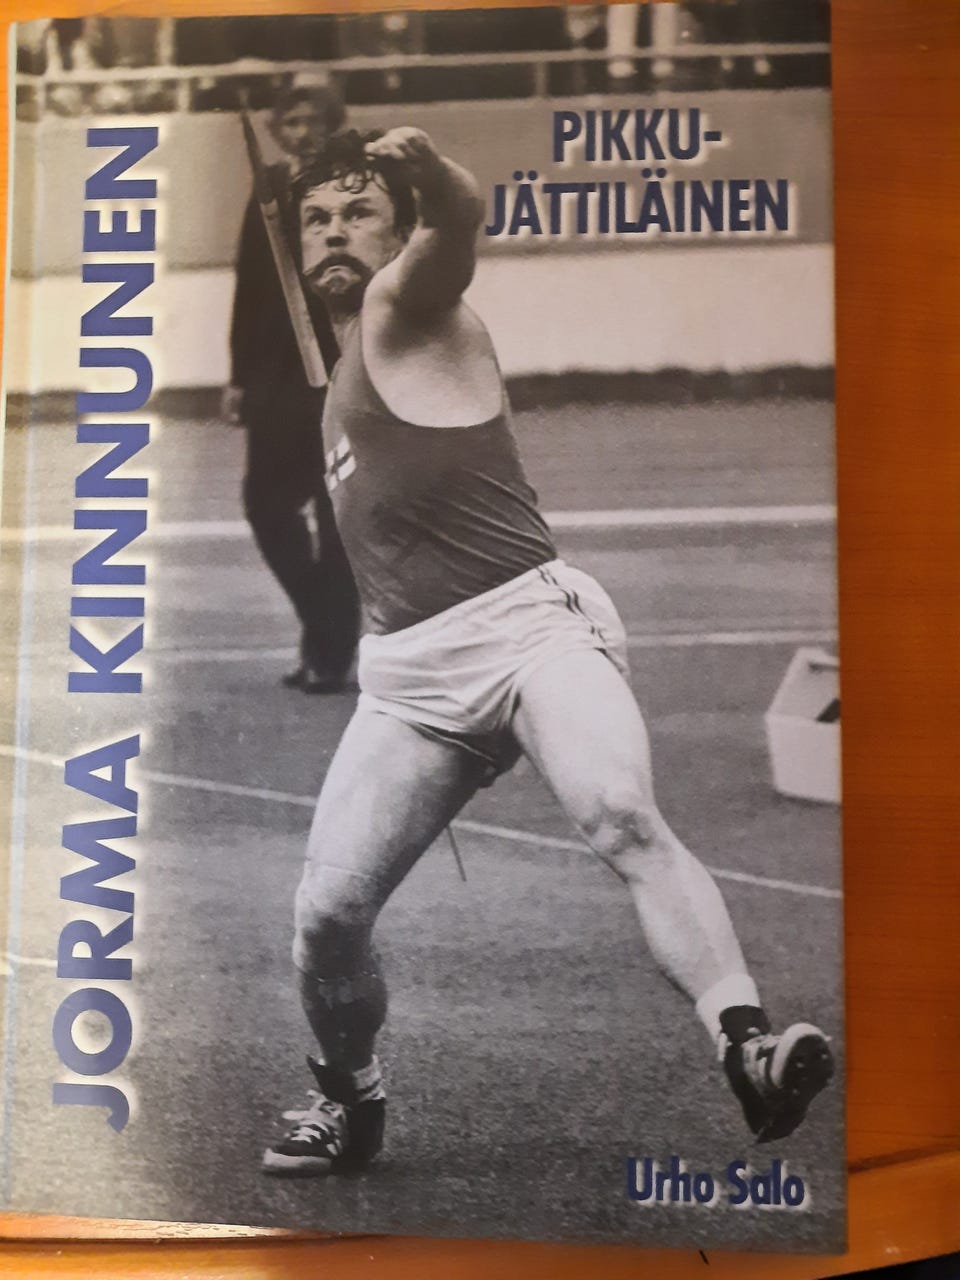 JORMA KINNUNEN
PIKKU-
JÄTTILÄINEN
Urho Salo